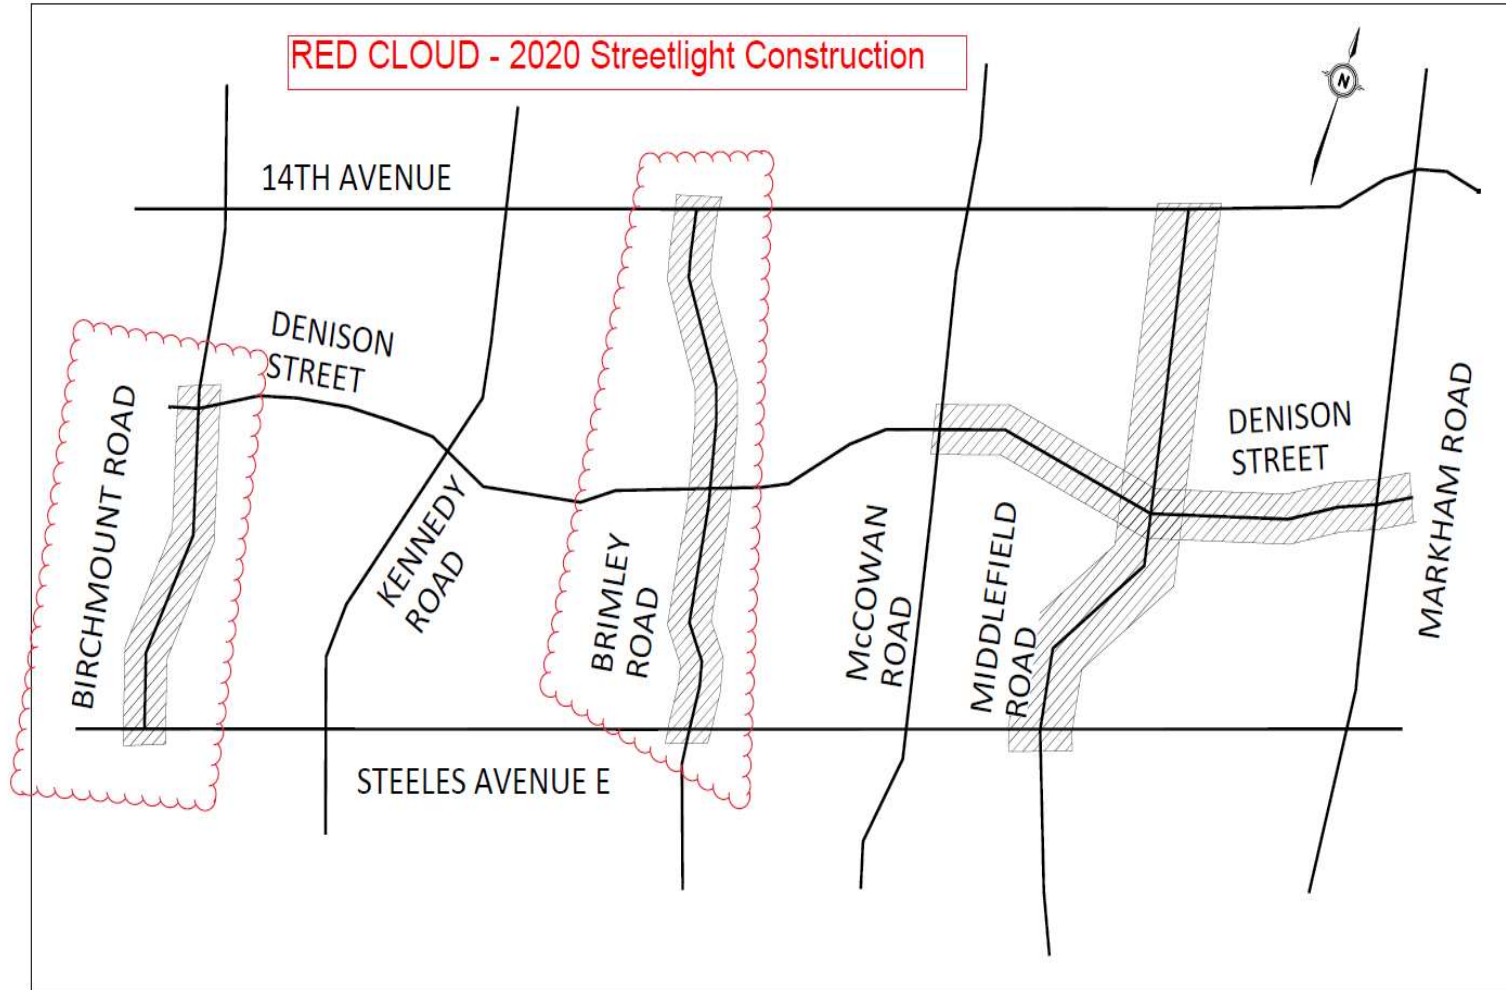 RED CLOUD - 2020 Streetlight Construction
N
14TH AVENUE
DENISON
STREET
BIRCHMOUNT ROAD
KENNEDY
ROAD
BRIMLEY
ROAD
McCOWAN
ROAD
MIDDLEFIELD
ROAD
DENISON
STREET
MARKHAM ROAD
STEELES AVENUE E